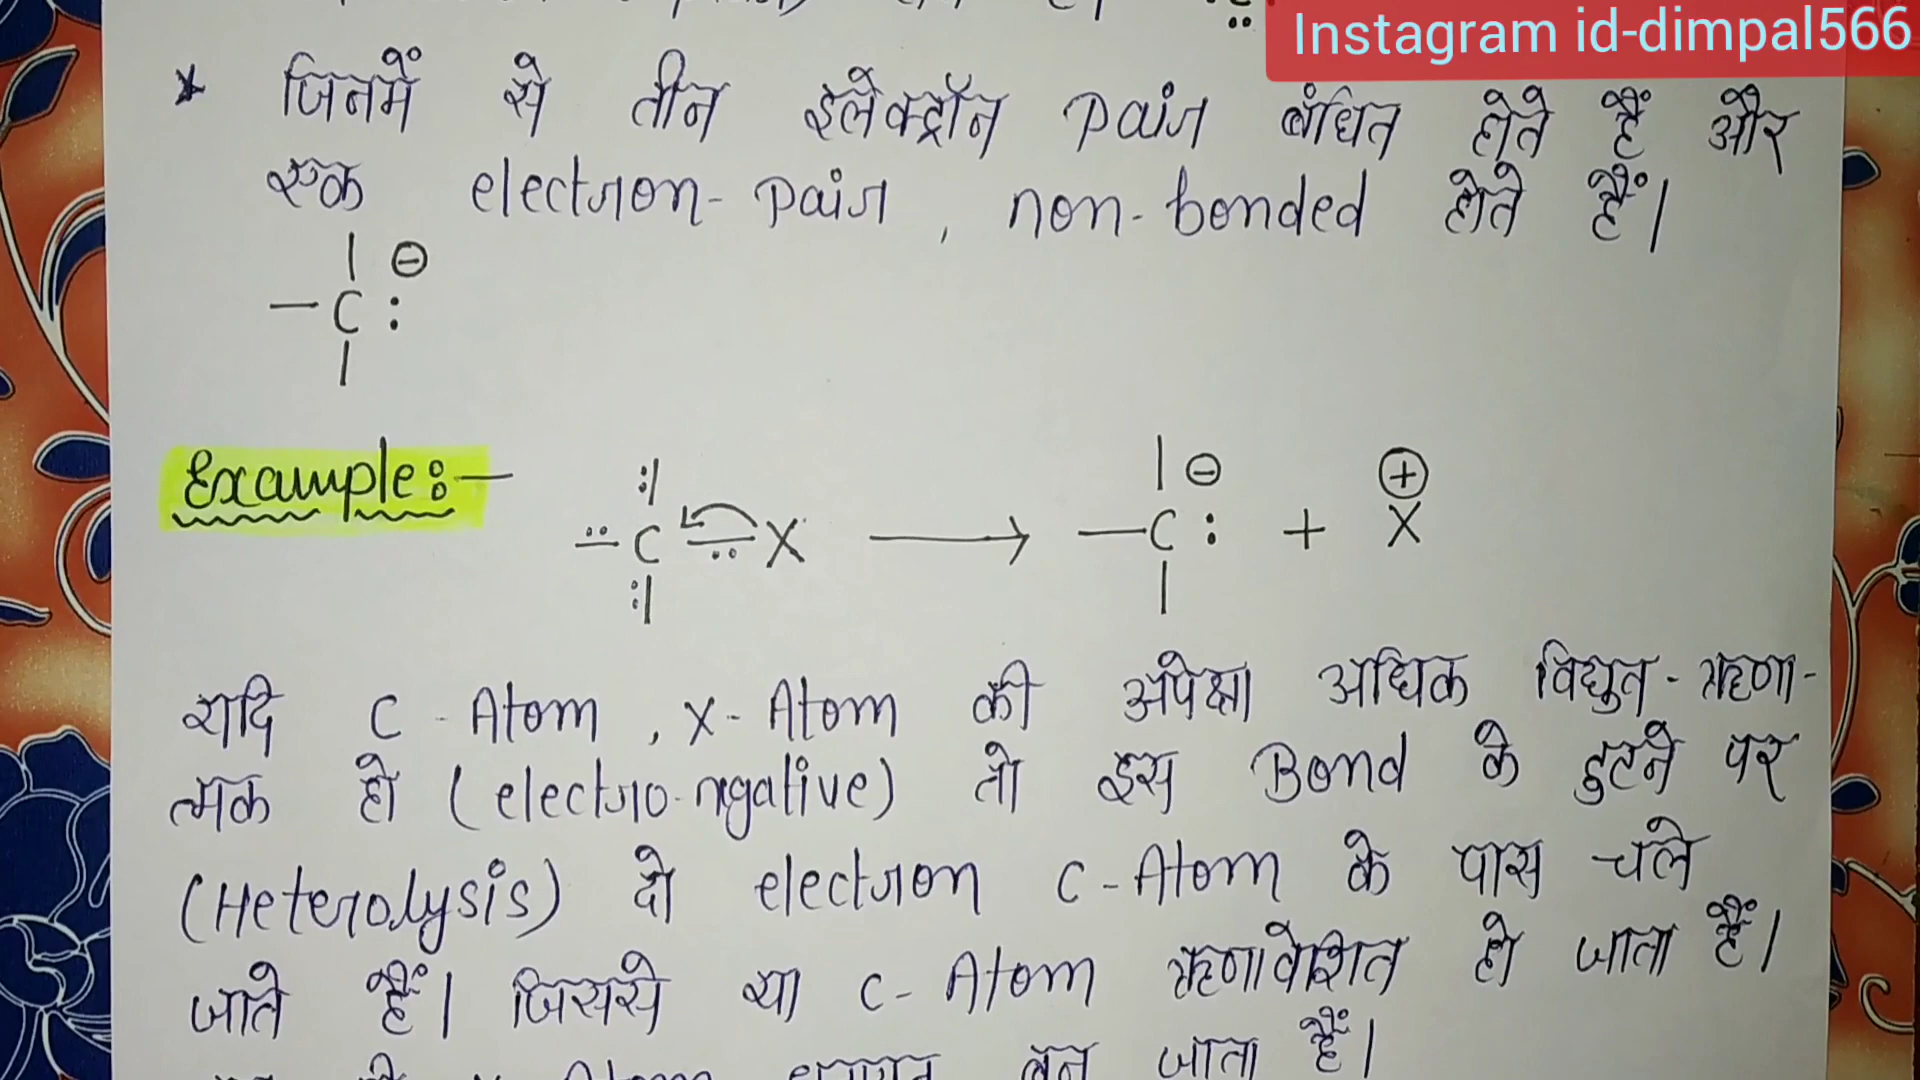 Instagram id-dimpal566
* जिनमें से तीन इलेक्ट्रॉन pair बंधित होते हैं और
एक electron-pair, non-bonded होते हैं।
⊖
— C :
Example:—
— C X → — C : ⊖ + X ⊕
यदि C-Atom, X-Atom की अपेक्षा अधिक विद्युत-ऋणा-
त्मक हो (electro-negative) तो इस Bond के टुटने पर
(Heterolysis) दो electron C-Atom के पास चले
जाते हैं। जिससे या C-Atom ऋणावेशित हो जाता हैं।
X-Atom बन जाता हैं।